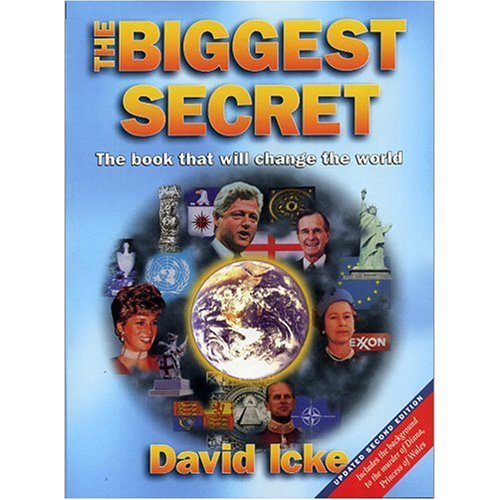 THE
BIGGEST
SECRET
The book that will change the world
EXXON
David Icke
UPDATED SECOND EDITION
Includes the background
to the murder of Diana,
Princess of Wales